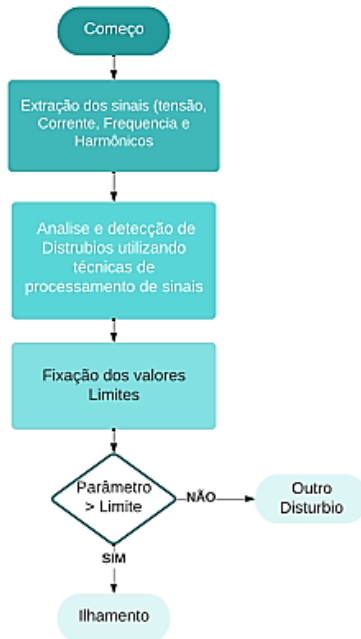 Começo
Extração dos sinais (tensão,
Corrente, Frequencia e
Harmônicos
Analise e detecção de
Distrubios utilizando
técnicas de
processamento de sinais
Fixação dos valores
Limites
Parâmetro
> Limite
NÃO
Outro
Disturbio
SIM
Ilhamento